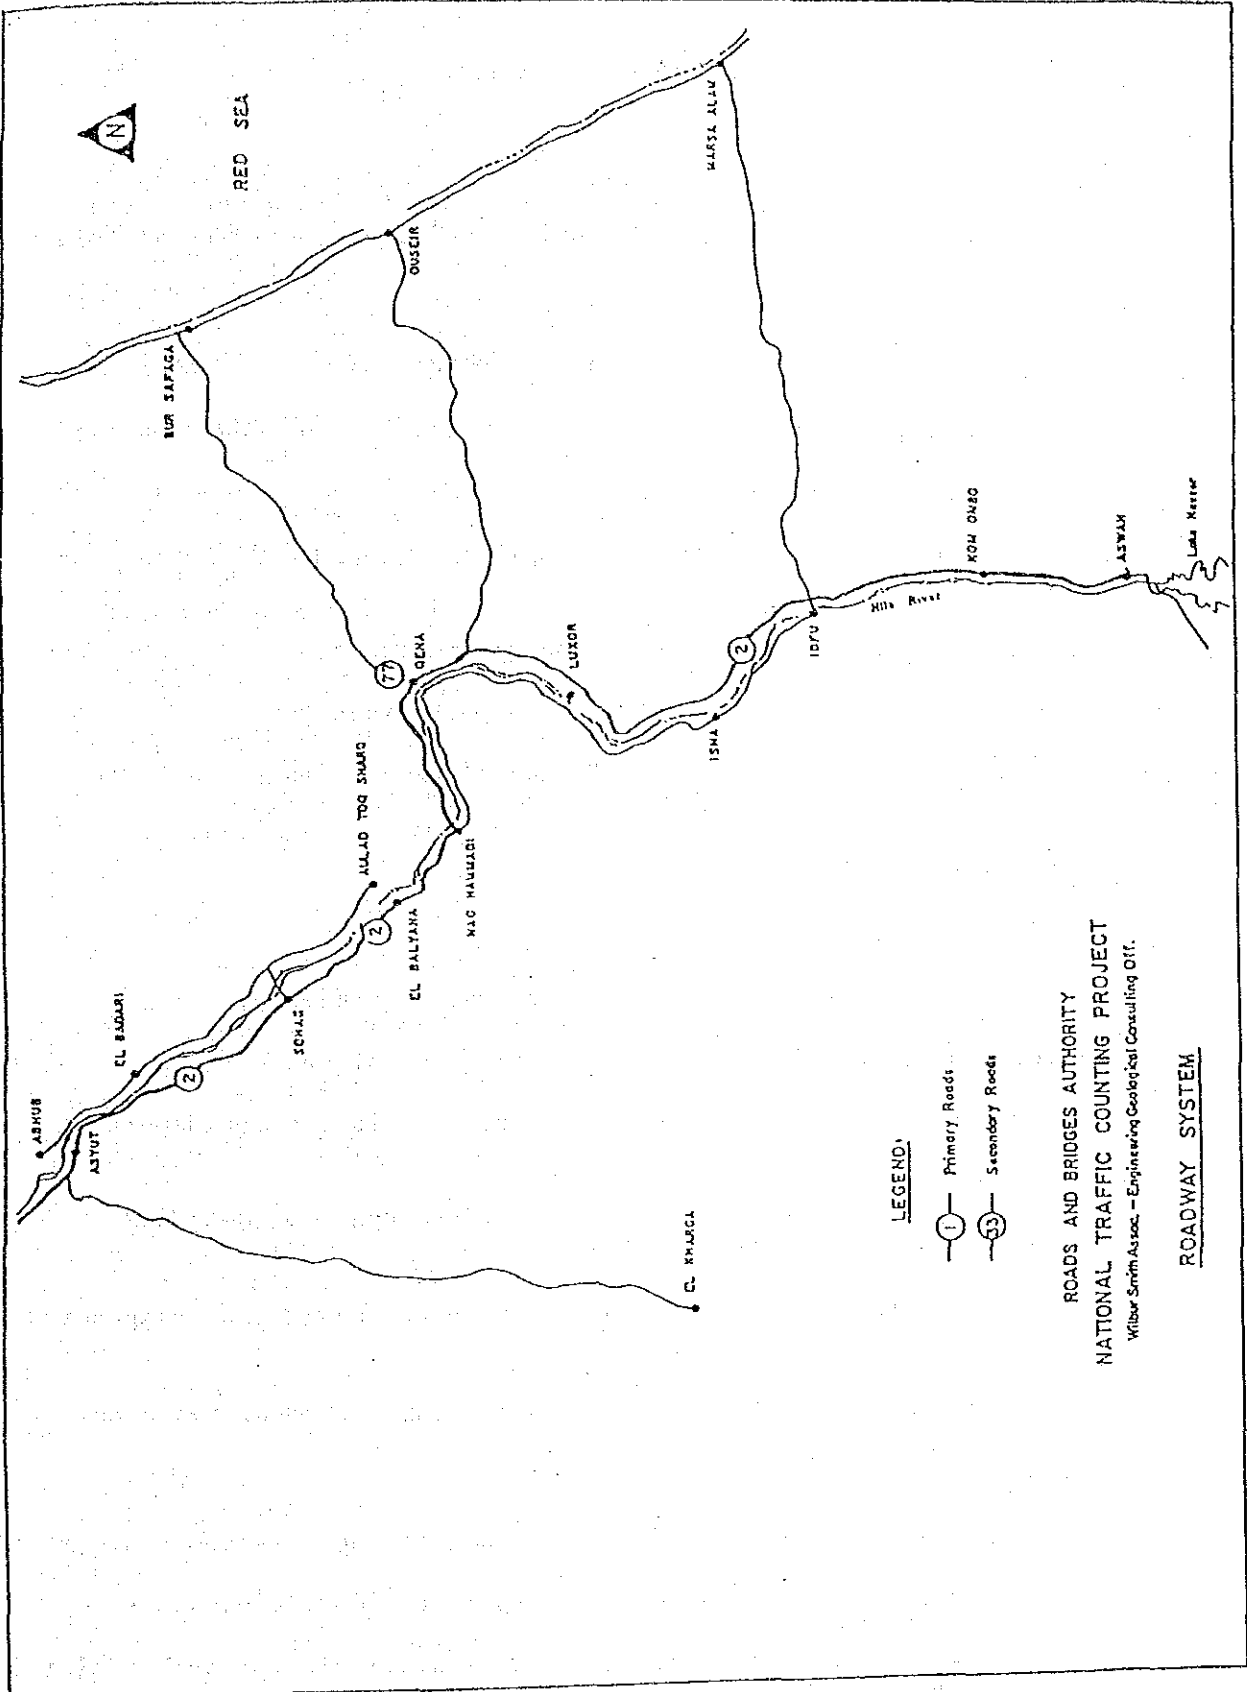 N
RED SEA
MARSA ALAM
QUSEIR
BUR SAFAGA
77
QENA
LUXOR
2
ISNA
IDFU
Nile River
KOM OMBO
ASWAN
Lake Nasser
AULAD TOQ SHARQ
NAG HAMMADI
2
EL BALYANA
SOHAG
EL BADARI
2
ABNUB
ASYUT
EL KHARGA
LEGEND:
1 Primary Roads
33 Secondary Roads
ROADS AND BRIDGES AUTHORITY
NATIONAL TRAFFIC COUNTING PROJECT
Wilbur Smith Assoc. - Engineering Geological Consulting Off.
ROADWAY SYSTEM